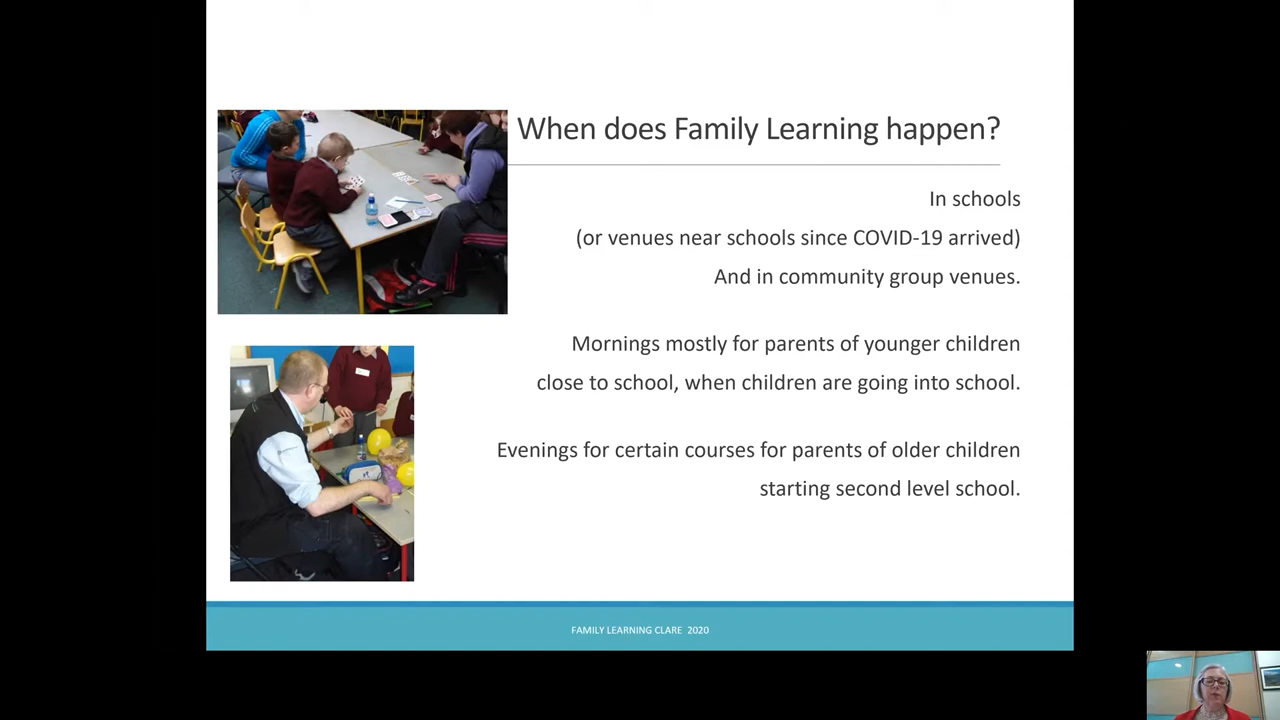 When does Family Learning happen?
In schools
(or venues near schools since COVID-19 arrived)
And in community group venues.
Mornings mostly for parents of younger children
close to school, when children are going into school.
Evenings for certain courses for parents of older children
starting second level school.
FAMILY LEARNING CLARE 2020